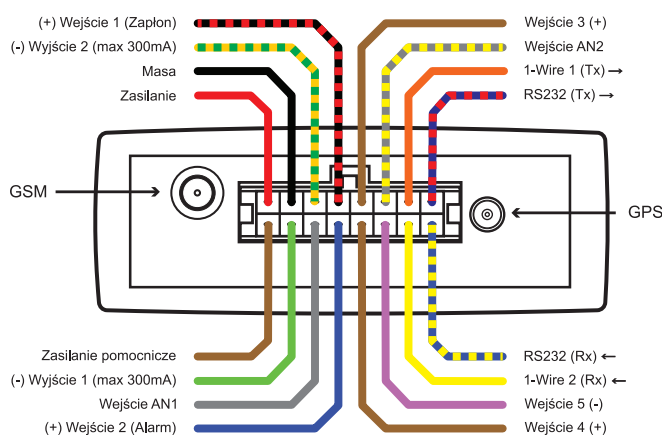 (+) Wejście 1 (Zapłon)
(-) Wyjście 2 (max 300mA)
Masa
Zasilanie
Wejście 3 (+)
Wejście AN2
1-Wire 1 (Tx) →
RS232 (Tx) →
GSM
GPS
Zasilanie pomocnicze
(-) Wyjście 1 (max 300mA)
Wejście AN1
(+) Wejście 2 (Alarm)
RS232 (Rx) ←
1-Wire 2 (Rx) ←
Wejście 5 (-)
Wejście 4 (+)